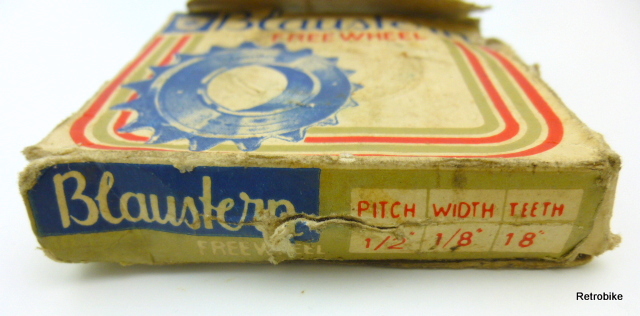 Blaustern
FREE WHEEL
Blaustern
FREE WHEEL
PITCH WIDTH TEETH
1/2" 1/8" 18"
Retrobike